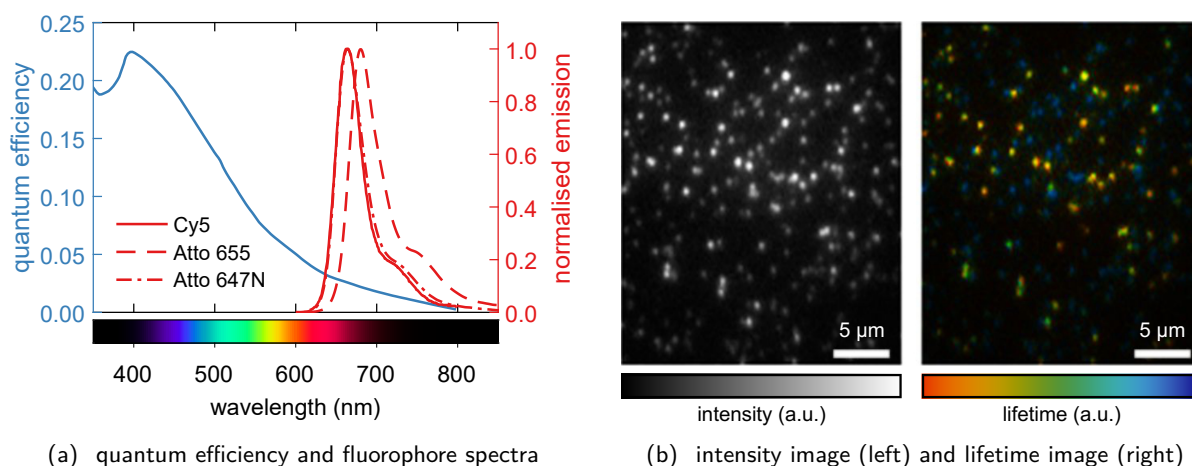 quantum efficiency
0.25
0.20
0.15
0.10
0.05
0.00
Cy5
Atto 655
Atto 647N
1.0
0.8
0.6
0.4
0.2
0.0
normalised emission
400 500 600 700 800
wavelength (nm)
(a) quantum efficiency and fluorophore spectra
5 µm
5 µm
intensity (a.u.)
lifetime (a.u.)
(b) intensity image (left) and lifetime image (right)